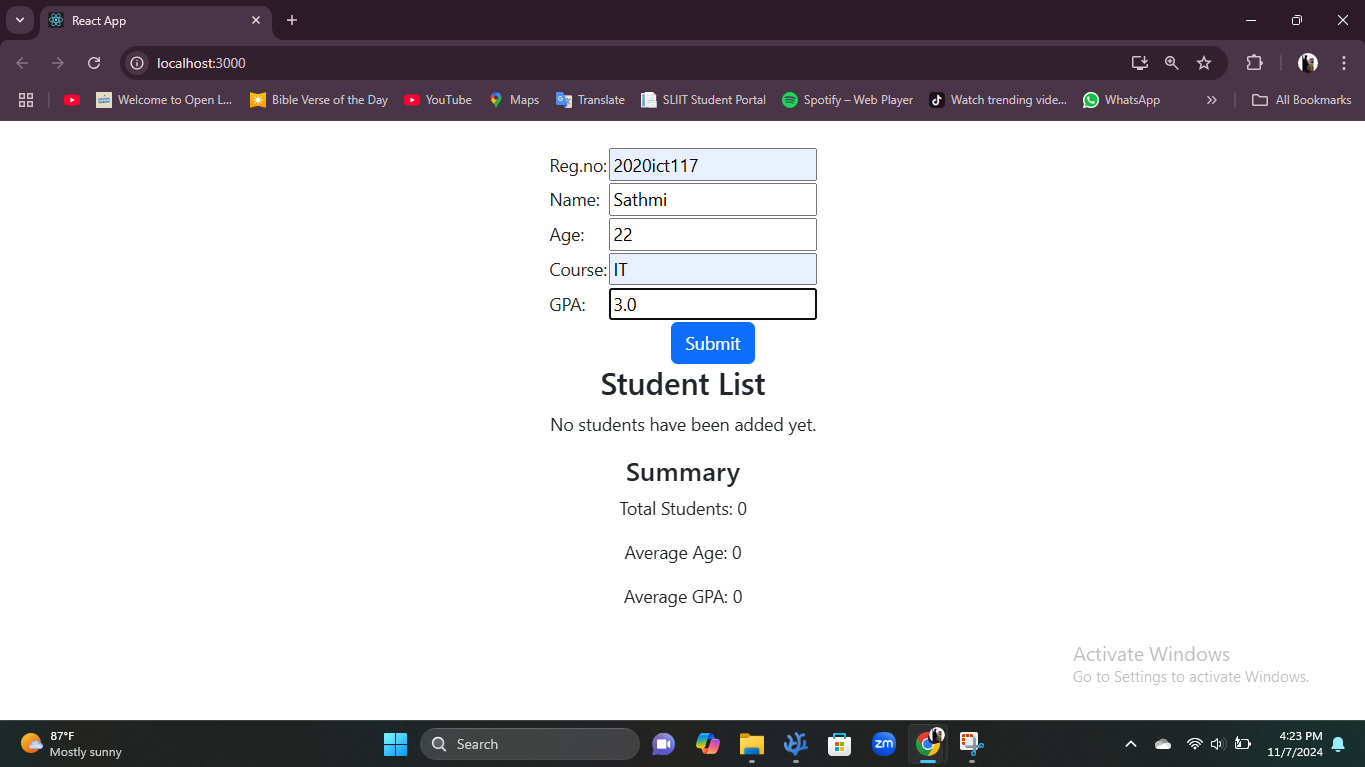 React App
localhost:3000
Welcome to Open L... Bible Verse of the Day YouTube Maps Translate SLIIT Student Portal Spotify – Web Player Watch trending vide... WhatsApp » All Bookmarks
Reg.no: 2020ict117
Name: Sathmi
Age: 22
Course: IT
GPA: 3.0
Submit
Student List
No students have been added yet.
Summary
Total Students: 0
Average Age: 0
Average GPA: 0
Activate Windows
Go to Settings to activate Windows.
87°F
Mostly sunny
Search
zm
4:23 PM
11/7/2024